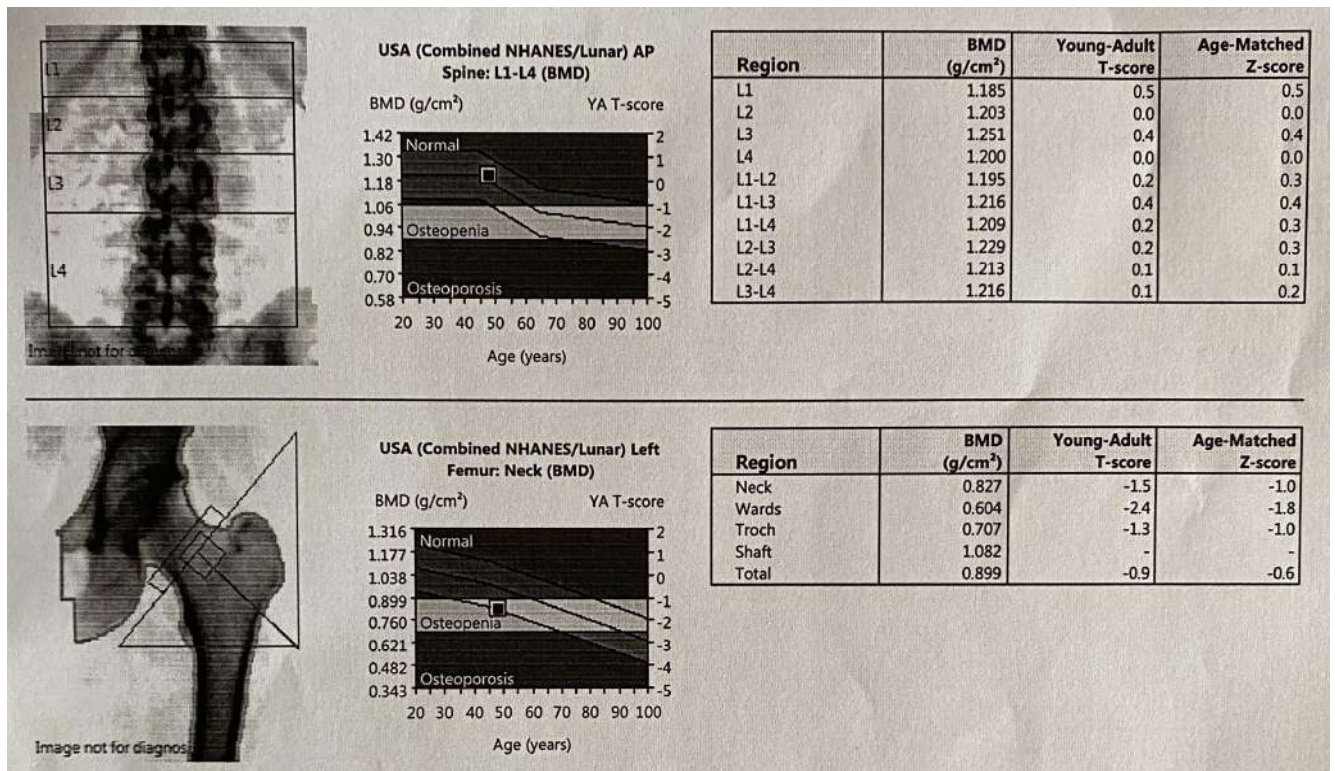 L1
L2
L3
L4
Image not for
USA (Combined NHANES/Lunar) AP
Spine: L1-L4 (BMD)
BMD (g/cm²) YA T-score
1.42 Normal 2
1.30 1
1.18 0
1.06 -1
0.94 Osteopenia -2
0.82 -3
0.70 -4
0.58 Osteoporosis -5
20 30 40 50 60 70 80 90 100
Age (years)
Region BMD (g/cm²) Young-Adult T-score Age-Matched Z-score
L1 1.185 0.5 0.5
L2 1.203 0.0 0.0
L3 1.251 0.4 0.4
L4 1.200 0.0 0.0
L1-L2 1.195 0.2 0.3
L1-L3 1.216 0.4 0.4
L1-L4 1.209 0.2 0.3
L2-L3 1.229 0.2 0.3
L2-L4 1.213 0.1 0.1
L3-L4 1.216 0.1 0.2
Image not for diagnos
USA (Combined NHANES/Lunar) Left
Femur: Neck (BMD)
BMD (g/cm²) YA T-score
1.316 Normal 2
1.177 1
1.038 0
0.899 -1
0.760 Osteopenia -2
0.621 -3
0.482 -4
0.343 Osteoporosis -5
20 30 40 50 60 70 80 90 100
Age (years)
Region BMD (g/cm²) Young-Adult T-score Age-Matched Z-score
Neck 0.827 -1.5 -1.0
Wards 0.604 -2.4 -1.8
Troch 0.707 -1.3 -1.0
Shaft 1.082 - -
Total 0.899 -0.9 -0.6